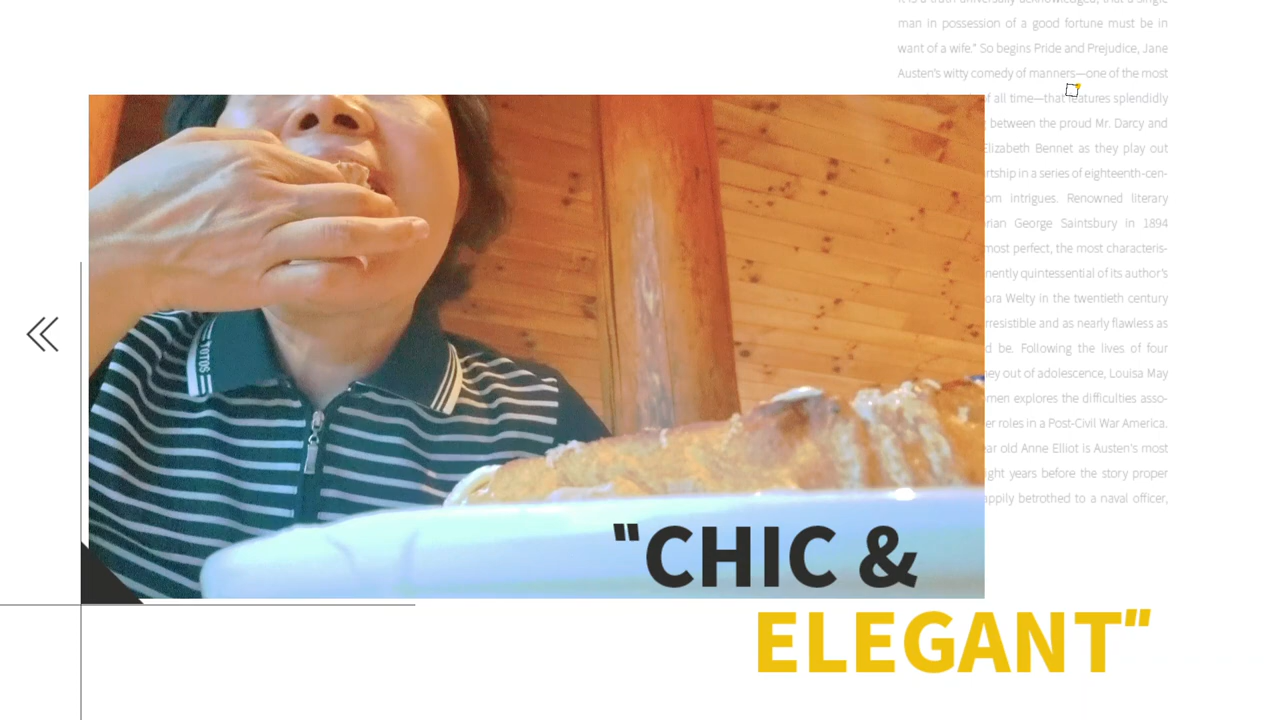 man in possession of a good fortune must be in
want of a wife." So begins Pride and Prejudice, Jane
Austen's witty comedy of manners—one of the most
of all time—that features splendidly
between the proud Mr. Darcy and
Elizabeth Bennet as they play out
rtship in a series of eighteenth-cen-
om intrigues. Renowned literary
rian George Saintsbury in 1894
most perfect, the most characteris-
nently quintessential of its author's
ora Welty in the twentieth century
rresistible and as nearly flawless as
d be. Following the lives of four
ney out of adolescence, Louisa May
men explores the difficulties asso-
er roles in a Post-Civil War America.
ear old Anne Elliot is Austen's most
ght years before the story proper
appily betrothed to a naval officer,
TOTOS
"CHIC &
ELEGANT"